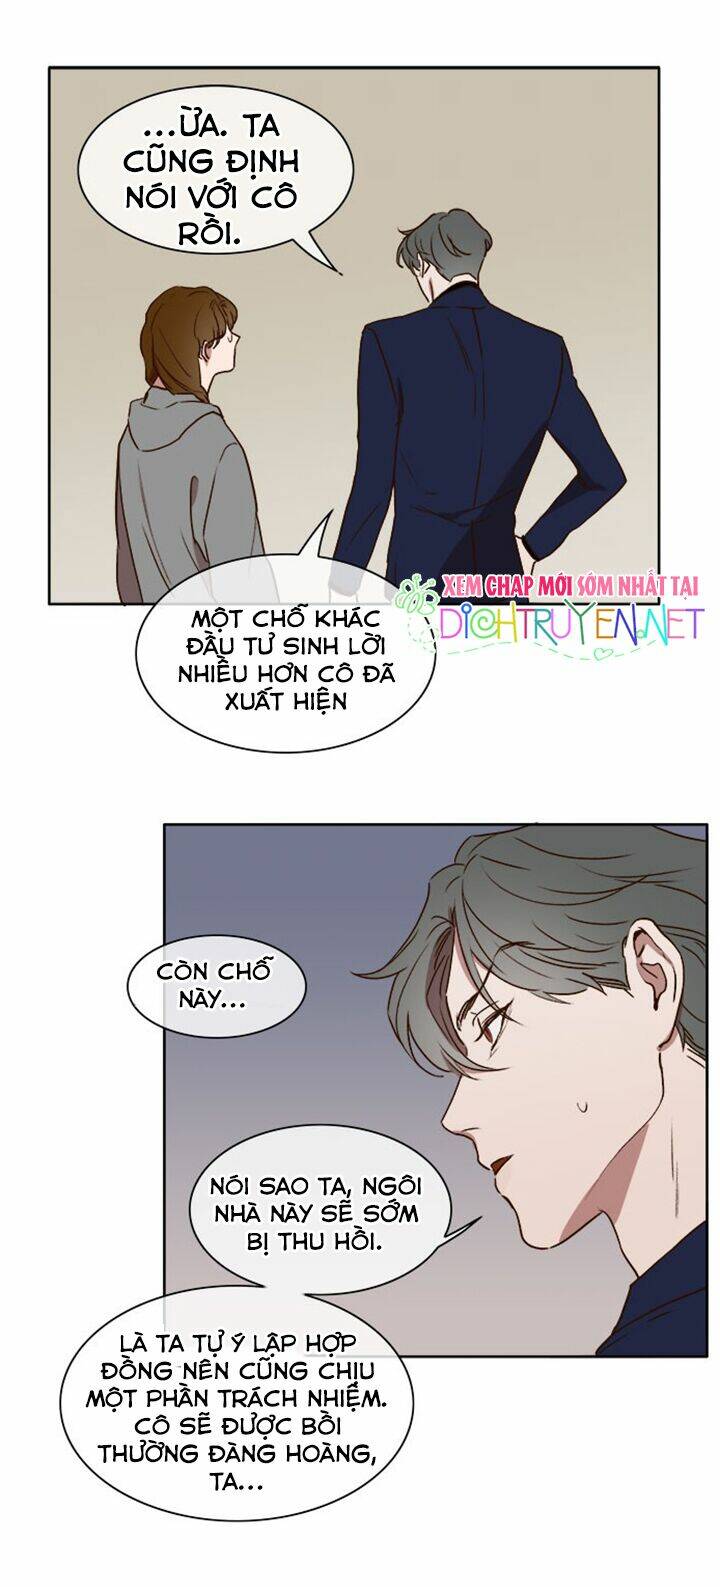 ...ỪA. TA
CŨNG ĐỊNH
NÓI VỚI CÔ
RỒI.
XEM CHAP MỚI SỚM NHẤT TẠI
DICHTRUYEN.NET
MỘT CHỖ KHÁC
ĐẦU TƯ SINH LỜI
NHIỀU HƠN CÔ ĐÃ
XUẤT HIỆN
CÒN CHỖ
NÀY...
NÓI SAO TA, NGÔI
NHÀ NÀY SẼ SỚM
BỊ THU HỒI.
LÀ TA TỰ Ý LẬP HỢP
ĐỒNG NÊN CŨNG CHỊU
MỘT PHẦN TRÁCH NHIỆM.
CÔ SẼ ĐƯỢC BỒI
THƯỜNG ĐÀNG HOÀNG,
TA...